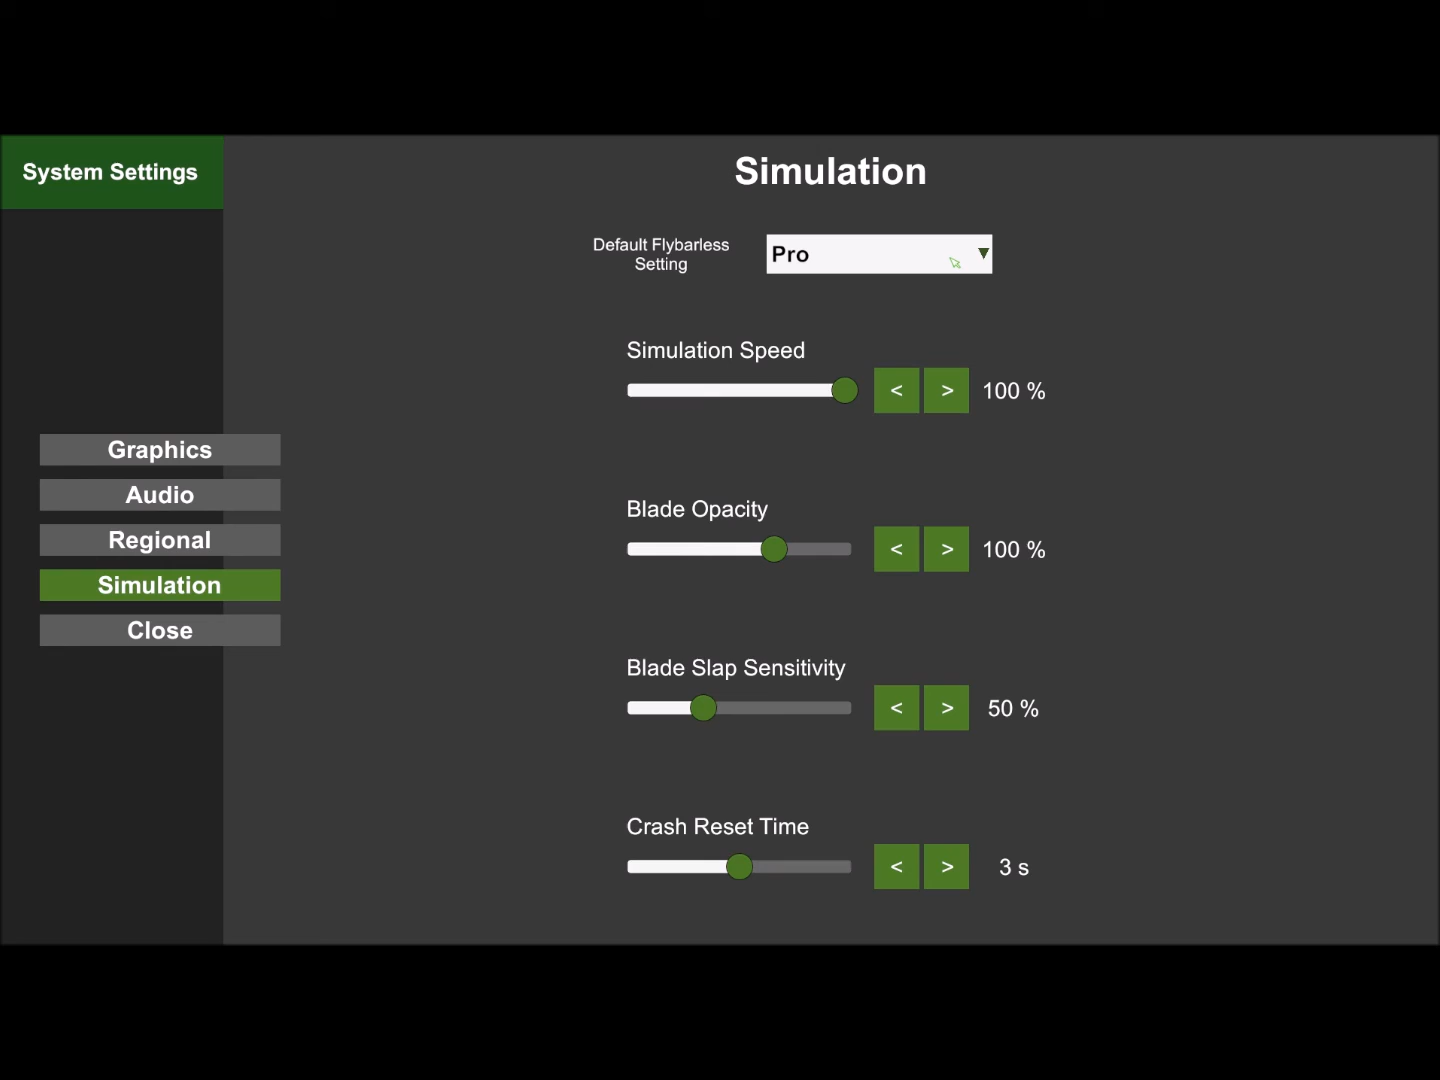 System Settings
Simulation
Default Flybarless
Setting
Pro
Simulation Speed
< > 100 %
Graphics
Audio
Regional
Simulation
Close
Blade Opacity
< > 100 %
Blade Slap Sensitivity
< > 50 %
Crash Reset Time
< > 3 s